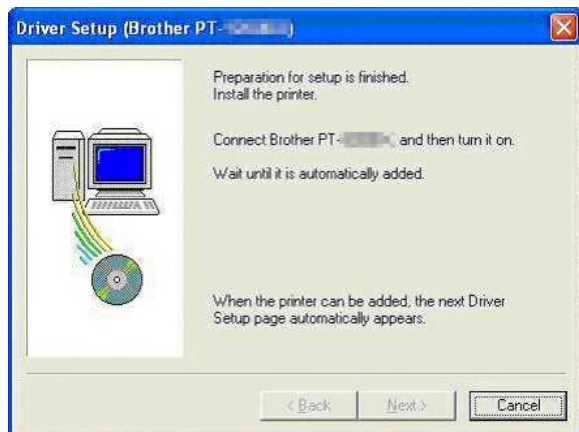 Driver Setup (Brother PT-
Preparation for setup is finished.
Install the printer.
Connect Brother PT- and then turn it on.
Wait until it is automatically added.
When the printer can be added, the next Driver
Setup page automatically appears.
< Back
Next >
Cancel